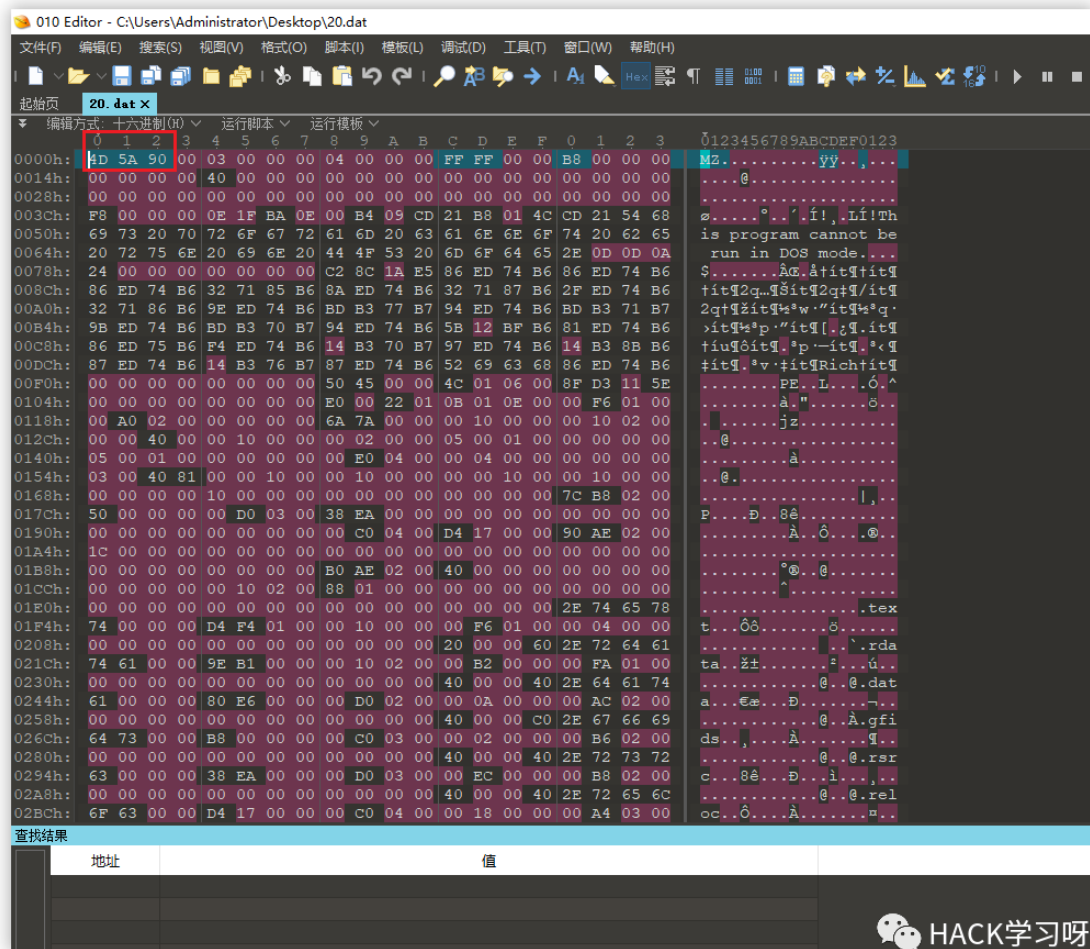 010 Editor - C:\Users\Administrator\Desktop\20.dat
文件(F) 编辑(E) 搜索(S) 视图(V) 格式(O) 脚本(I) 模板(L) 调试(D) 工具(T) 窗口(W) 帮助(H)
起始页 20.dat ×
编辑方式: 十六进制(H) 运行脚本 运行模板
0 1 2 3 4 5 6 7 8 9 A B C D E F 0 1 2 3 0123456789ABCDEF0123
0000h: 4D 5A 90 00 03 00 00 00 04 00 00 00 FF FF 00 00 B8 00 00 00 MZ..........ÿÿ..¸...
0014h: 00 00 00 00 40 00 00 00 00 00 00 00 00 00 00 00 00 00 00 00 ....@...............
0028h: 00 00 00 00 00 00 00 00 00 00 00 00 00 00 00 00 00 00 00 00 ....................
003Ch: F8 00 00 00 0E 1F BA 0E 00 B4 09 CD 21 B8 01 4C CD 21 54 68 ø.....º..´.Í!¸.LÍ!Th
0050h: 69 73 20 70 72 6F 67 72 61 6D 20 63 61 6E 6E 6F 74 20 62 65 is program cannot be
0064h: 20 72 75 6E 20 69 6E 20 44 4F 53 20 6D 6F 64 65 2E 0D 0D 0A run in DOS mode....
0078h: 24 00 00 00 00 00 00 00 C2 8C 1A E5 86 ED 74 B6 86 ED 74 B6 $.......ÂŒ.å†ít¶†ít¶
008Ch: 86 ED 74 B6 32 71 85 B6 8A ED 74 B6 32 71 87 B6 2F ED 74 B6 †ít¶2q…¶Šít¶2q‡¶/ít¶
00A0h: 32 71 86 B6 9E ED 74 B6 BD B3 77 B7 94 ED 74 B6 BD B3 71 B7 2q†¶žít¶½³w·”ít¶½³q·
00B4h: 9B ED 74 B6 BD B3 70 B7 94 ED 74 B6 5B 12 BF B6 81 ED 74 B6 ›ít¶½³p·”ít¶[.¿¶.ít¶
00C8h: 86 ED 75 B6 F4 ED 74 B6 14 B3 70 B7 97 ED 74 B6 14 B3 8B B6 †íu¶ôít¶.³p·—ít¶.³‹¶
00DCh: 87 ED 74 B6 14 B3 76 B7 87 ED 74 B6 52 69 63 68 86 ED 74 B6 ‡ít¶.³v·‡ít¶Rich†ít¶
00F0h: 00 00 00 00 00 00 00 00 50 45 00 00 4C 01 06 00 8F D3 11 5E ........PE..L....Ó.^
0104h: 00 00 00 00 00 00 00 00 E0 00 22 01 0B 01 0E 00 00 F6 01 00 ........à."......ö..
0118h: 00 A0 02 00 00 00 00 00 6A 7A 00 00 00 10 00 00 00 10 02 00 . ......jz..........
012Ch: 00 00 40 00 00 10 00 00 00 02 00 00 05 00 01 00 00 00 00 00 ..@.................
0140h: 05 00 01 00 00 00 00 00 00 E0 04 00 00 04 00 00 00 00 00 00 .........à..........
0154h: 03 00 40 81 00 00 10 00 00 10 00 00 00 00 10 00 00 10 00 00 ..@.................
0168h: 00 00 00 00 10 00 00 00 00 00 00 00 00 00 00 00 7C B8 02 00 ................|¸..
017Ch: 50 00 00 00 00 D0 03 00 38 EA 00 00 00 00 00 00 00 00 00 00 P....Ð..8ê..........
0190h: 00 00 00 00 00 00 00 00 00 C0 04 00 D4 17 00 00 90 AE 02 00 .........À..Ô....®..
01A4h: 1C 00 00 00 00 00 00 00 00 00 00 00 00 00 00 00 00 00 00 00 ....................
01B8h: 00 00 00 00 00 00 00 00 B0 AE 02 00 40 00 00 00 00 00 00 00 ........°®..@.......
01CCh: 00 00 00 00 00 10 02 00 88 01 00 00 00 00 00 00 00 00 00 00 ........ˆ...........
01E0h: 00 00 00 00 00 00 00 00 00 00 00 00 00 00 00 00 2E 74 65 78 .................tex
01F4h: 74 00 00 00 D4 F4 01 00 00 10 00 00 00 F6 01 00 00 04 00 00 t...Ôô.......ö......
0208h: 00 00 00 00 00 00 00 00 00 00 00 00 20 00 00 60 2E 72 64 61 ............ ..`.rda
021Ch: 74 61 00 00 9E B1 00 00 00 10 02 00 00 B2 00 00 00 FA 01 00 ta..ž±.......²...ú..
0230h: 00 00 00 00 00 00 00 00 00 00 00 00 40 00 00 40 2E 64 61 74 ............@..@.dat
0244h: 61 00 00 00 80 E6 00 00 00 D0 02 00 00 0A 00 00 00 AC 02 00 a...€æ...Ð.......¬..
0258h: 00 00 00 00 00 00 00 00 00 00 00 00 40 00 00 C0 2E 67 66 69 ............@..À.gfi
026Ch: 64 73 00 00 B8 00 00 00 00 C0 03 00 00 02 00 00 00 B6 02 00 ds..¸....À.......¶..
0280h: 00 00 00 00 00 00 00 00 00 00 00 00 40 00 00 40 2E 72 73 72 ............@..@.rsr
0294h: 63 00 00 00 38 EA 00 00 00 D0 03 00 00 EC 00 00 00 B8 02 00 c...8ê...Ð...ì...¸..
02A8h: 00 00 00 00 00 00 00 00 00 00 00 00 40 00 00 40 2E 72 65 6C ............@..@.rel
02BCh: 6F 63 00 00 D4 17 00 00 00 C0 04 00 00 18 00 00 00 A4 03 00 oc..Ô....À.......¤..
查找结果
地址 值
HACK学习呀